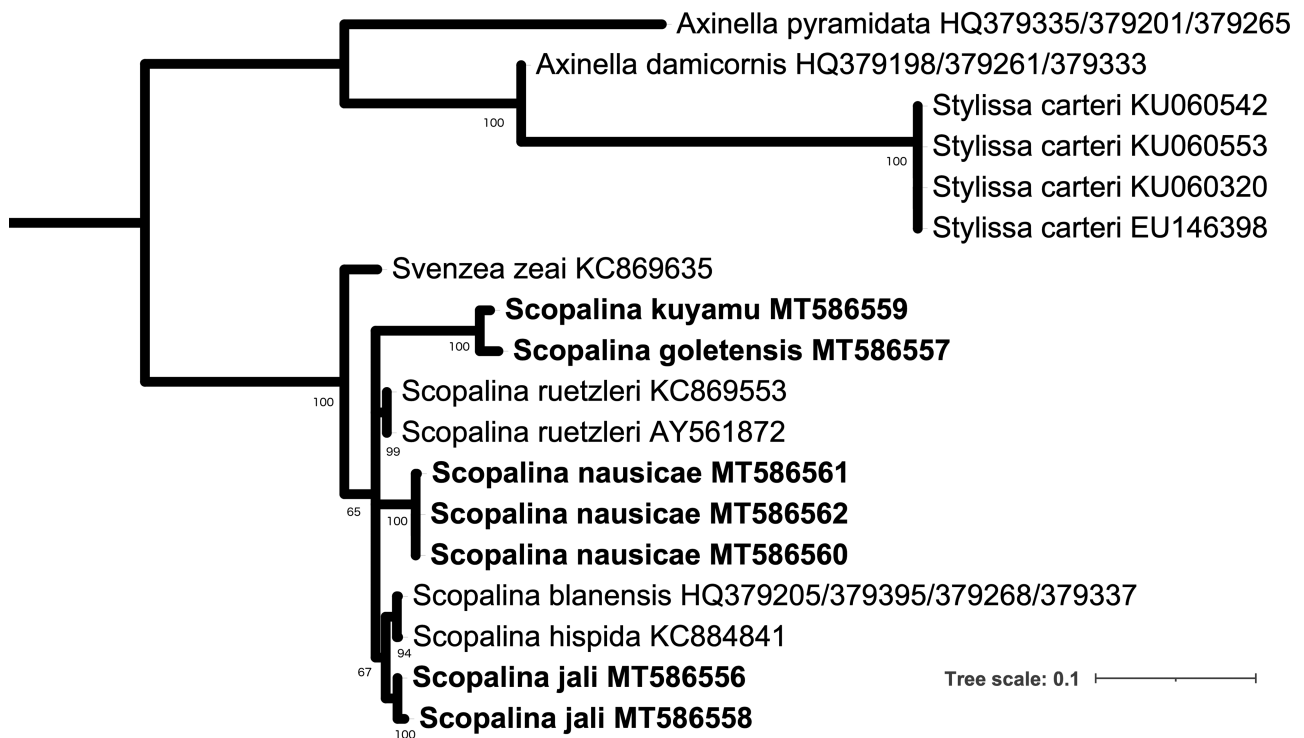 Axinella pyramidata HQ379335/379201/379265
Axinella damicornis HQ379198/379261/379333
100
Stylissa carteri KU060542
Stylissa carteri KU060553
100
Stylissa carteri KU060320
Stylissa carteri EU146398
Svenzea zeai KC869635
Scopalina kuyamu MT586559
100
Scopalina goletensis MT586557
Scopalina ruetzleri KC869553
100
Scopalina ruetzleri AY561872
99
Scopalina nausicae MT586561
65
100
Scopalina nausicae MT586562
Scopalina nausicae MT586560
Scopalina blanensis HQ379205/379395/379268/379337
Scopalina hispida KC884841
94
67
Scopalina jali MT586556
Tree scale: 0.1
Scopalina jali MT586558
100